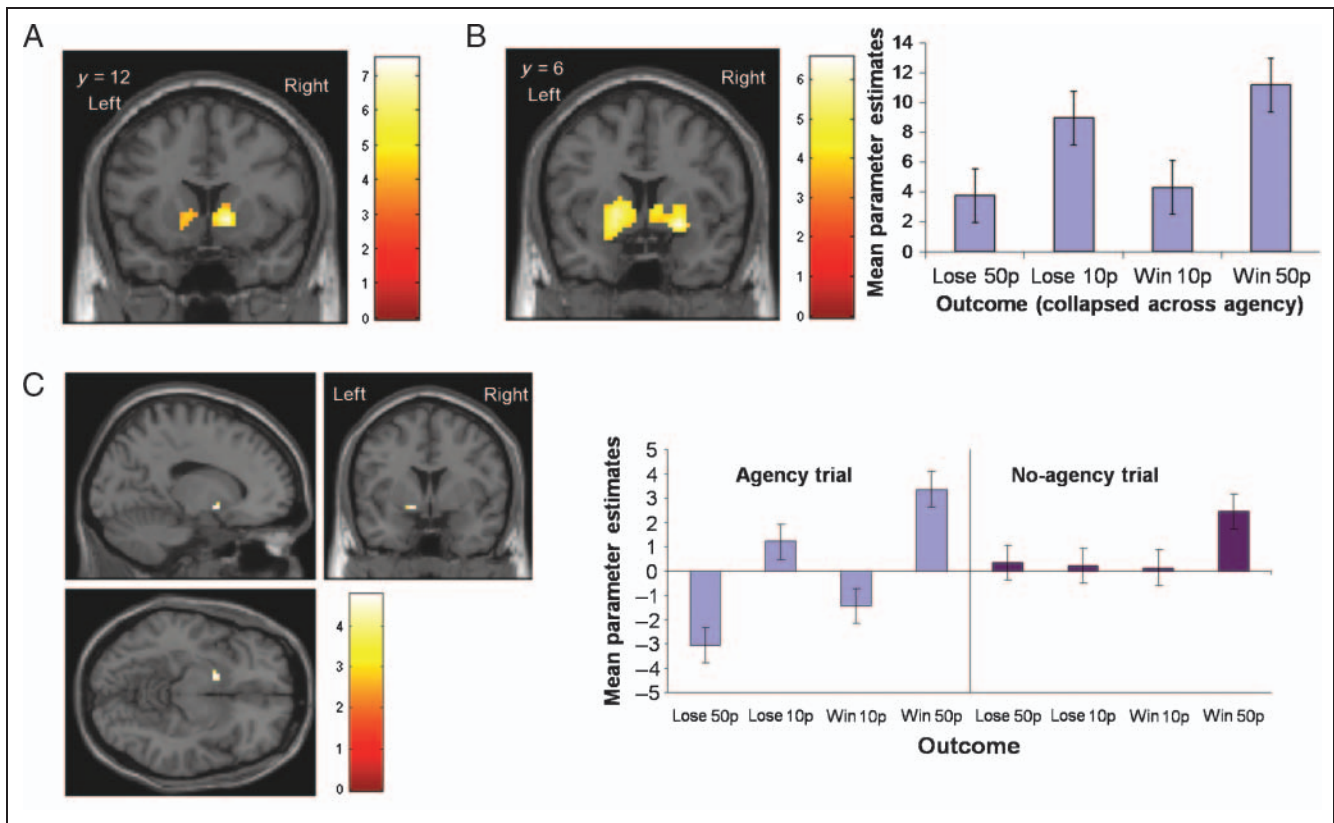 A
y = 12
Left
Right
7
6
5
4
3
2
1
0
B
y = 6
Left
Right
6
5
4
3
2
1
0
Mean parameter estimates
14
12
10
8
6
4
2
0
Lose 50p Lose 10p Win 10p Win 50p
Outcome (collapsed across agency)
C
Left
Right
4
3
2
1
0
Mean parameter estimates
5
4
3
2
1
0
−1
−2
−3
−4
−5
Agency trial
No-agency trial
Lose 50p Lose 10p Win 10p Win 50p Lose 50p Lose 10p Win 10p Win 50p
Outcome